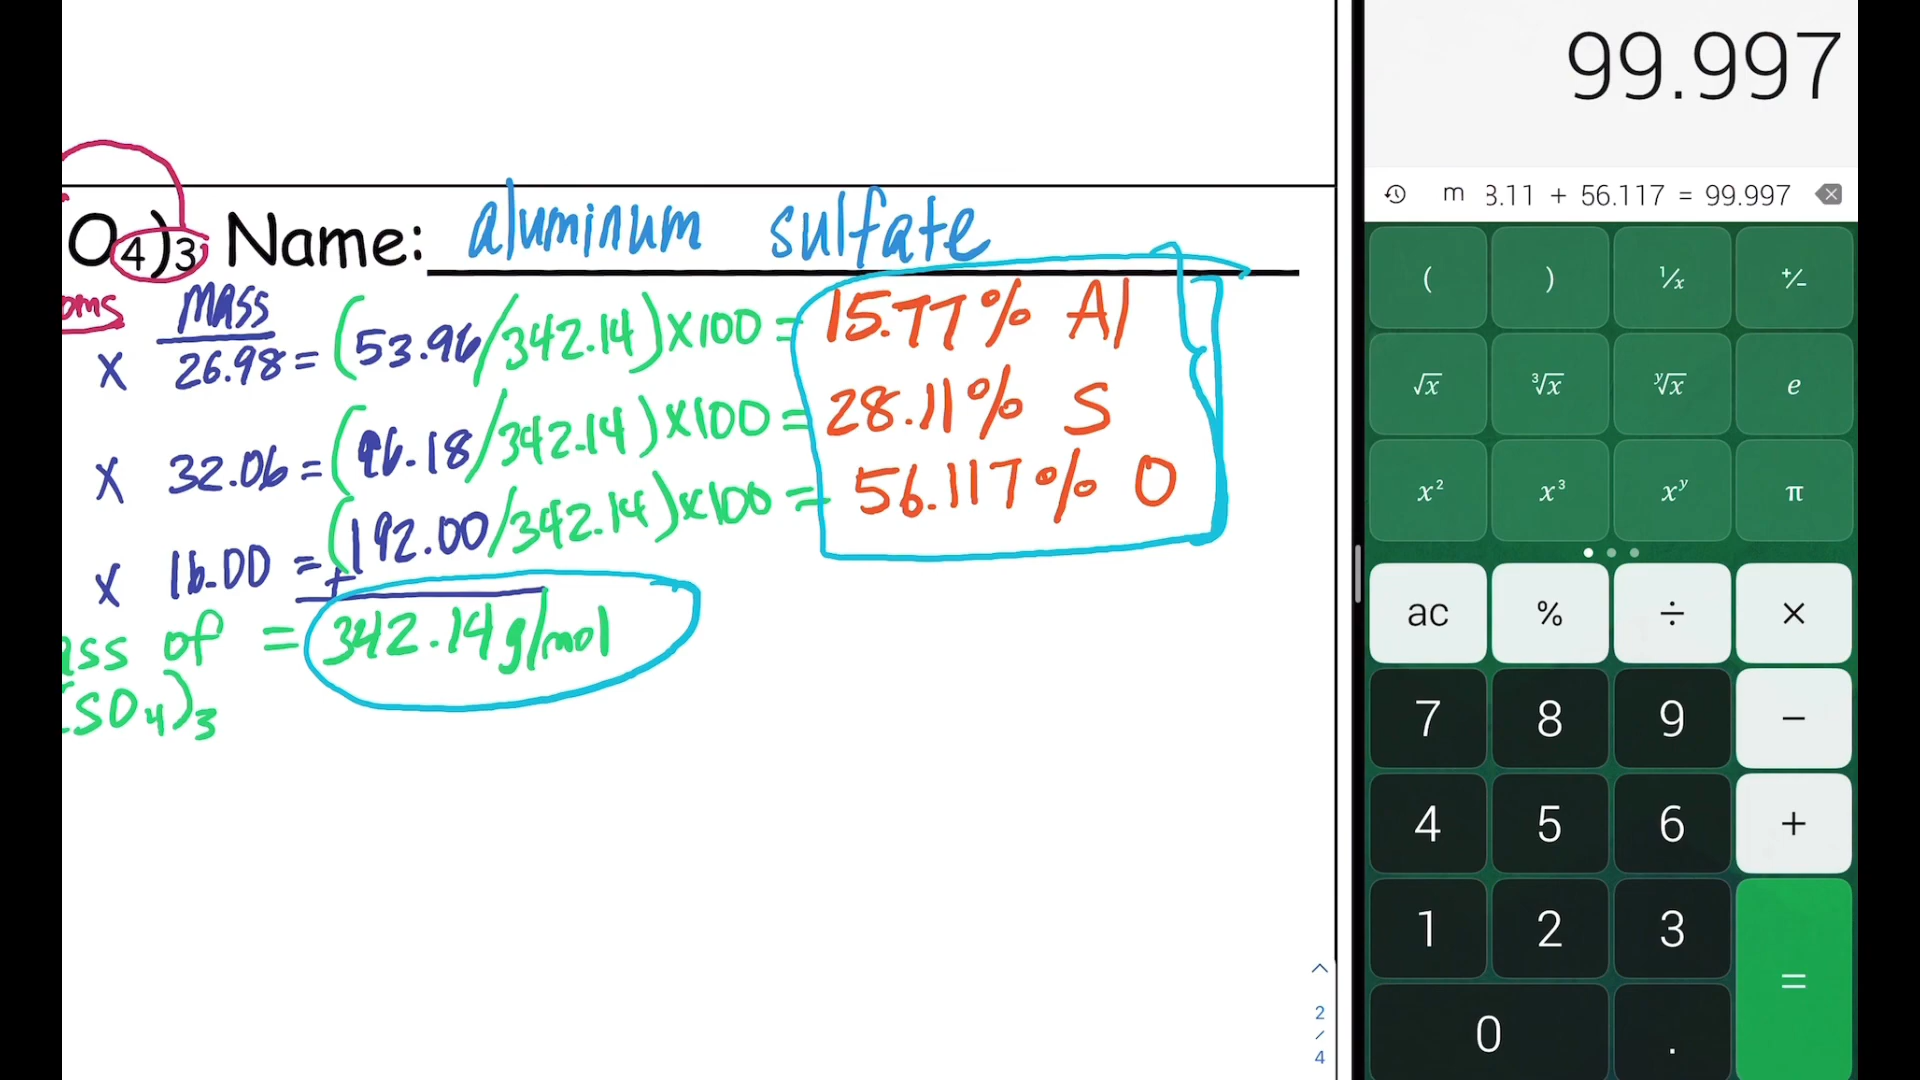 O4)3 Name: aluminum sulfate
oms MASS
x 26.98 = (53.96/342.14)x100 = 15.77% Al
x 32.06 = (96.18/342.14)x100 = 28.11% S
x 16.00 = (192.00/342.14)x100 = 56.117% O
+
ass of = 342.14 g/mol
(SO4)3
2
/
4
99.997
m 3.11 + 56.117 = 99.997
( ) 1/x +/-
√x ³√x ʸ√x e
x² x³ xʸ π
ac % ÷ ×
7 8 9 −
4 5 6 +
1 2 3 =
0 .